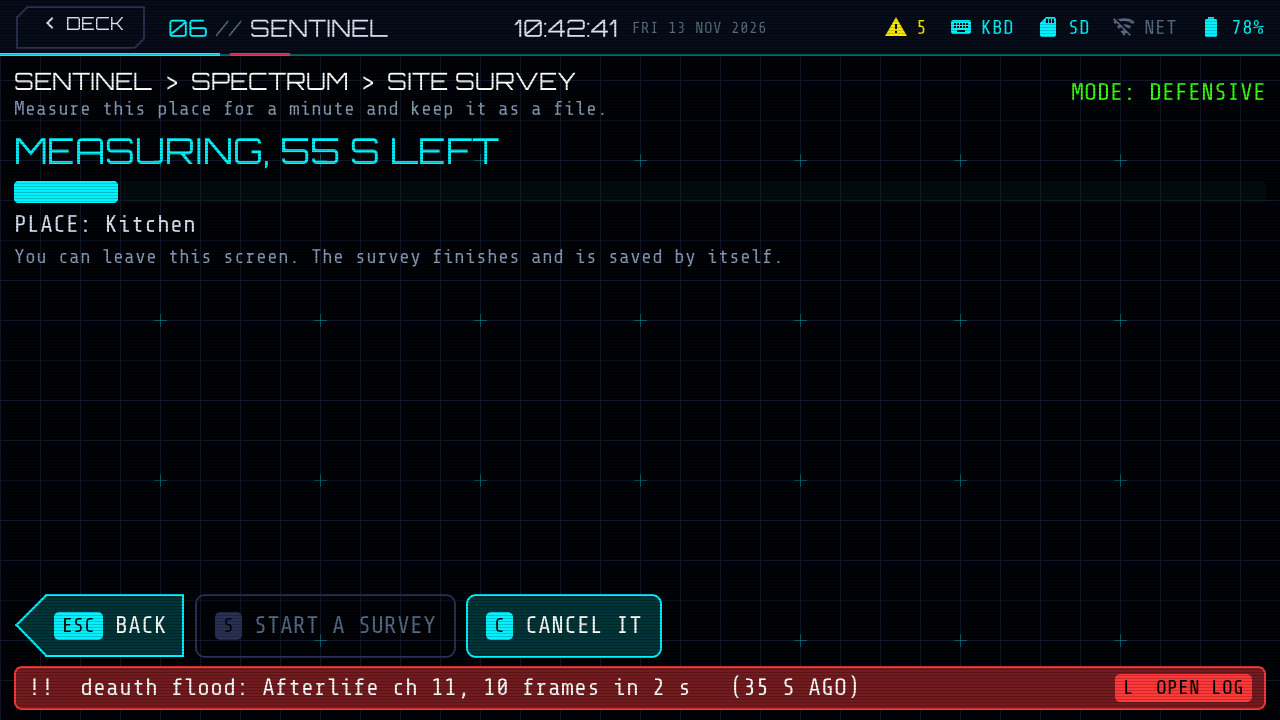 < DECK
06 // SENTINEL
10:42:41 FRI 13 NOV 2026
5 KBD SD NET 78%
SENTINEL > SPECTRUM > SITE SURVEY
Measure this place for a minute and keep it as a file.
MODE: DEFENSIVE
MEASURING, 55 S LEFT
PLACE: Kitchen
You can leave this screen. The survey finishes and is saved by itself.
ESC BACK
S START A SURVEY
C CANCEL IT
!! deauth flood: Afterlife ch 11, 10 frames in 2 s (35 S AGO)
L OPEN LOG